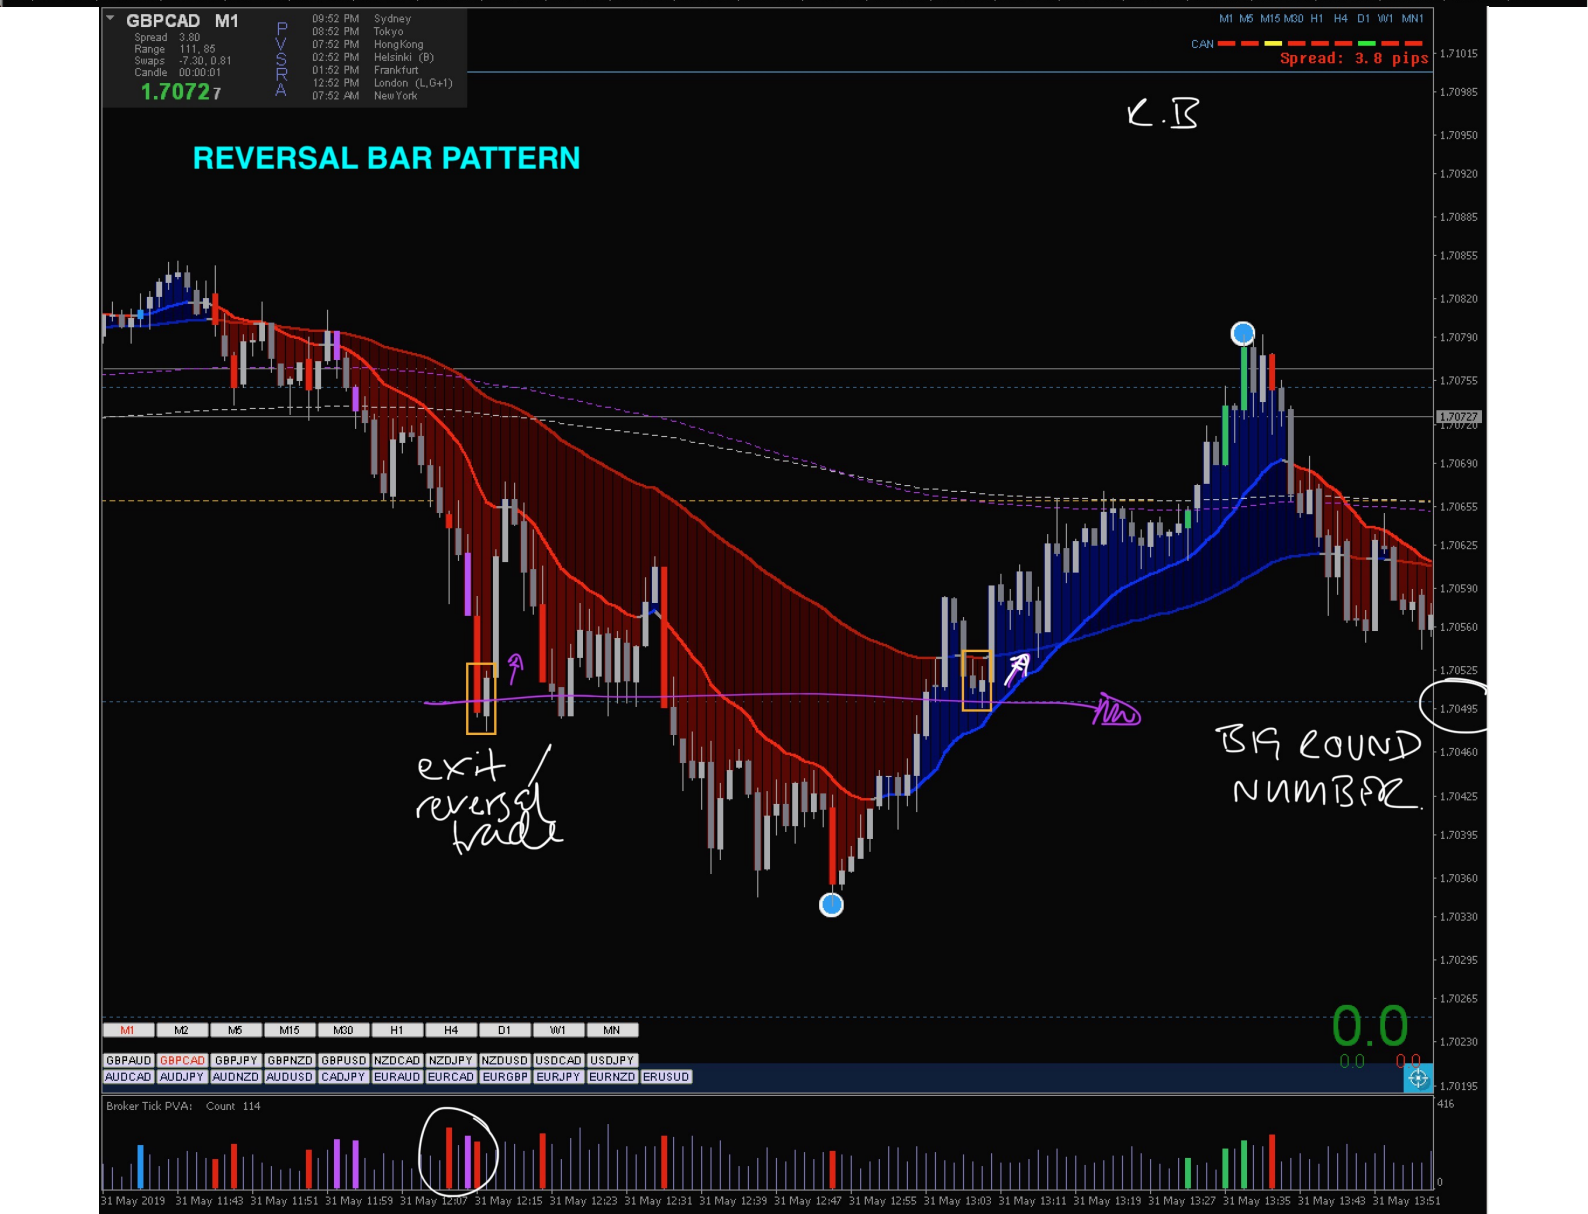 GBPCAD M1
Spread 3.80
Range 111, 85
Swaps -7.30, 0.81
Candle 00:00:01
1.70727
P
V
S
R
A
09:52 PM Sydney
08:52 PM Tokyo
07:52 PM HongKong
02:52 PM Helsinki (B)
01:52 PM Frankfurt
12:52 PM London (L,G+1)
07:52 AM NewYork
M1 M5 M15 M30 H1 H4 D1 W1 MN1
CAN
Spread: 3.8 pips
R.B
REVERSAL BAR PATTERN
1.71015
1.70985
1.70950
1.70920
1.70885
1.70855
1.70820
1.70790
1.70755
1.70727
1.70720
1.70690
1.70655
1.70625
1.70590
1.70560
1.70525
1.70495
1.70460
1.70425
1.70395
1.70360
1.70330
1.70295
1.70265
1.70230
1.70195
exit /
reversal
trade
BIG ROUND
NUMBER.
0.0
0.0 0.0
M1 M2 M5 M15 M30 H1 H4 D1 W1 MN
GBPAUD GBPCAD GBPJPY GBPNZD GBPUSD NZDCAD NZDJPY NZDUSD USDCAD USDJPY
AUDCAD AUDJPY AUDNZD AUDUSD CADJPY EURAUD EURCAD EURGBP EURJPY EURNZD ERUSUD
Broker Tick PVA: Count 114
416
0
31 May 2019 31 May 11:43 31 May 11:51 31 May 11:59 31 May 12:07 31 May 12:15 31 May 12:23 31 May 12:31 31 May 12:39 31 May 12:47 31 May 12:55 31 May 13:03 31 May 13:11 31 May 13:19 31 May 13:27 31 May 13:35 31 May 13:43 31 May 13:51